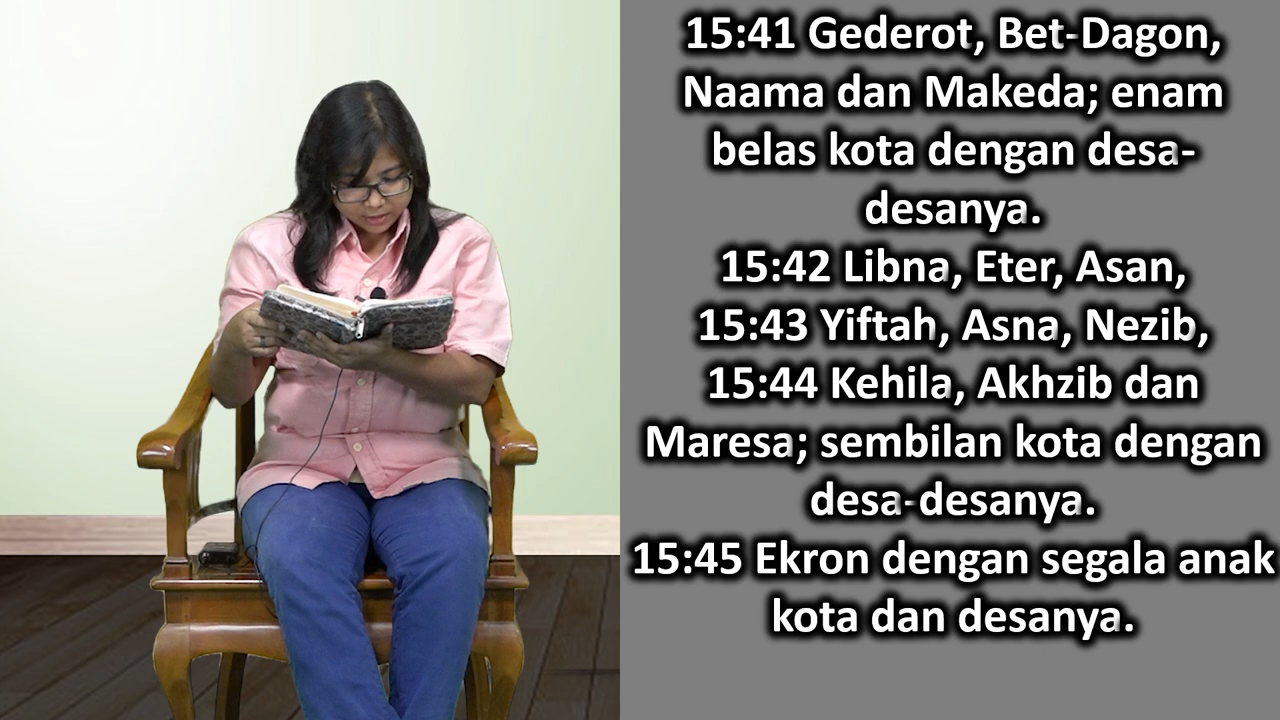 15:41 Gederot, Bet-Dagon,
Naama dan Makeda; enam
belas kota dengan desa-
desanya.
15:42 Libna, Eter, Asan,
15:43 Yiftah, Asna, Nezib,
15:44 Kehila, Akhzib dan
Maresa; sembilan kota dengan
desa-desanya.
15:45 Ekron dengan segala anak
kota dan desanya.